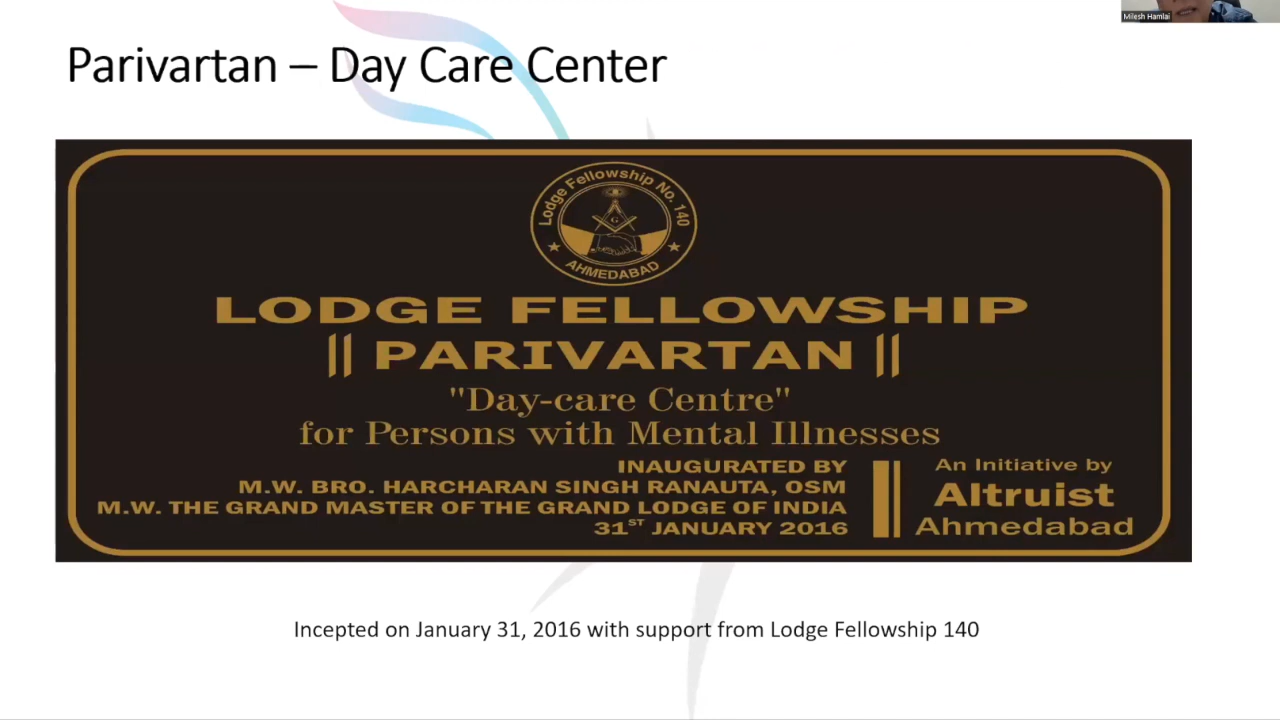 Milesh Hamlai
Parivartan – Day Care Center
Lodge Fellowship No. 140
G
AHMEDABAD
LODGE FELLOWSHIP
|| PARIVARTAN ||
"Day-care Centre"
for Persons with Mental Illnesses
INAUGURATED BY
M.W. BRO. HARCHARAN SINGH RANAUTA, OSM
M.W. THE GRAND MASTER OF THE GRAND LODGE OF INDIA
31ST JANUARY 2016
An Initiative by
Altruist
Ahmedabad
Incepted on January 31, 2016 with support from Lodge Fellowship 140